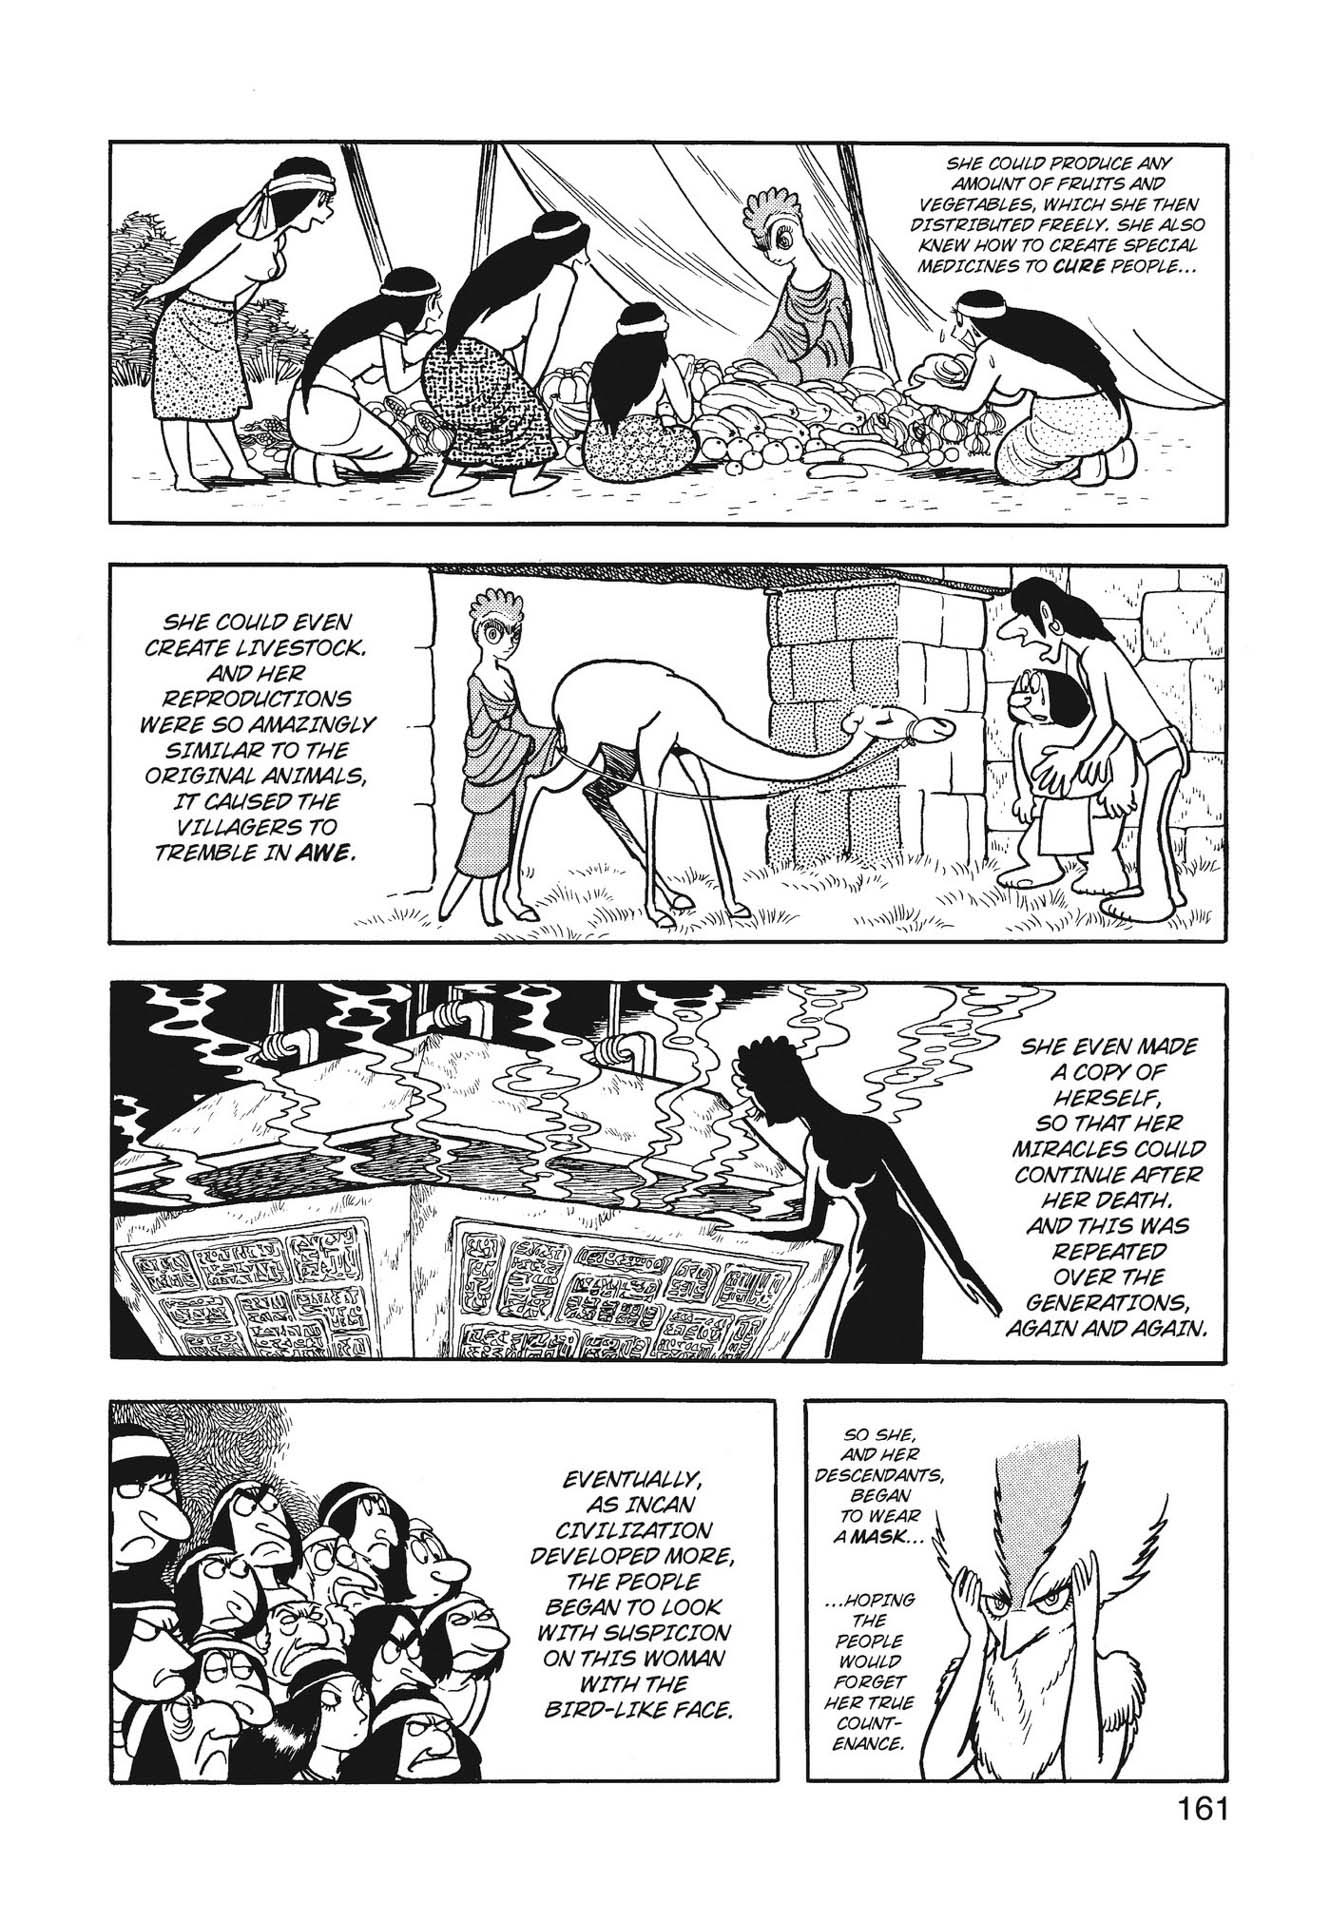 SHE COULD PRODUCE ANY
AMOUNT OF FRUITS AND
VEGETABLES, WHICH SHE THEN
DISTRIBUTED FREELY. SHE ALSO
KNEW HOW TO CREATE SPECIAL
MEDICINES TO CURE PEOPLE...
SHE COULD EVEN
CREATE LIVESTOCK.
AND HER
REPRODUCTIONS
WERE SO AMAZINGLY
SIMILAR TO THE
ORIGINAL ANIMALS,
IT CAUSED THE
VILLAGERS TO
TREMBLE IN AWE.
SHE EVEN MADE
A COPY OF
HERSELF,
SO THAT HER
MIRACLES COULD
CONTINUE AFTER
HER DEATH.
AND THIS WAS
REPEATED
OVER THE
GENERATIONS,
AGAIN AND AGAIN.
EVENTUALLY,
AS INCAN
CIVILIZATION
DEVELOPED MORE,
THE PEOPLE
BEGAN TO LOOK
WITH SUSPICION
ON THIS WOMAN
WITH THE
BIRD-LIKE FACE.
SO SHE,
AND HER
DESCENDANTS,
BEGAN
TO WEAR
A MASK...
...HOPING
THE
PEOPLE
WOULD
FORGET
HER TRUE
COUNT-
ENANCE.
161